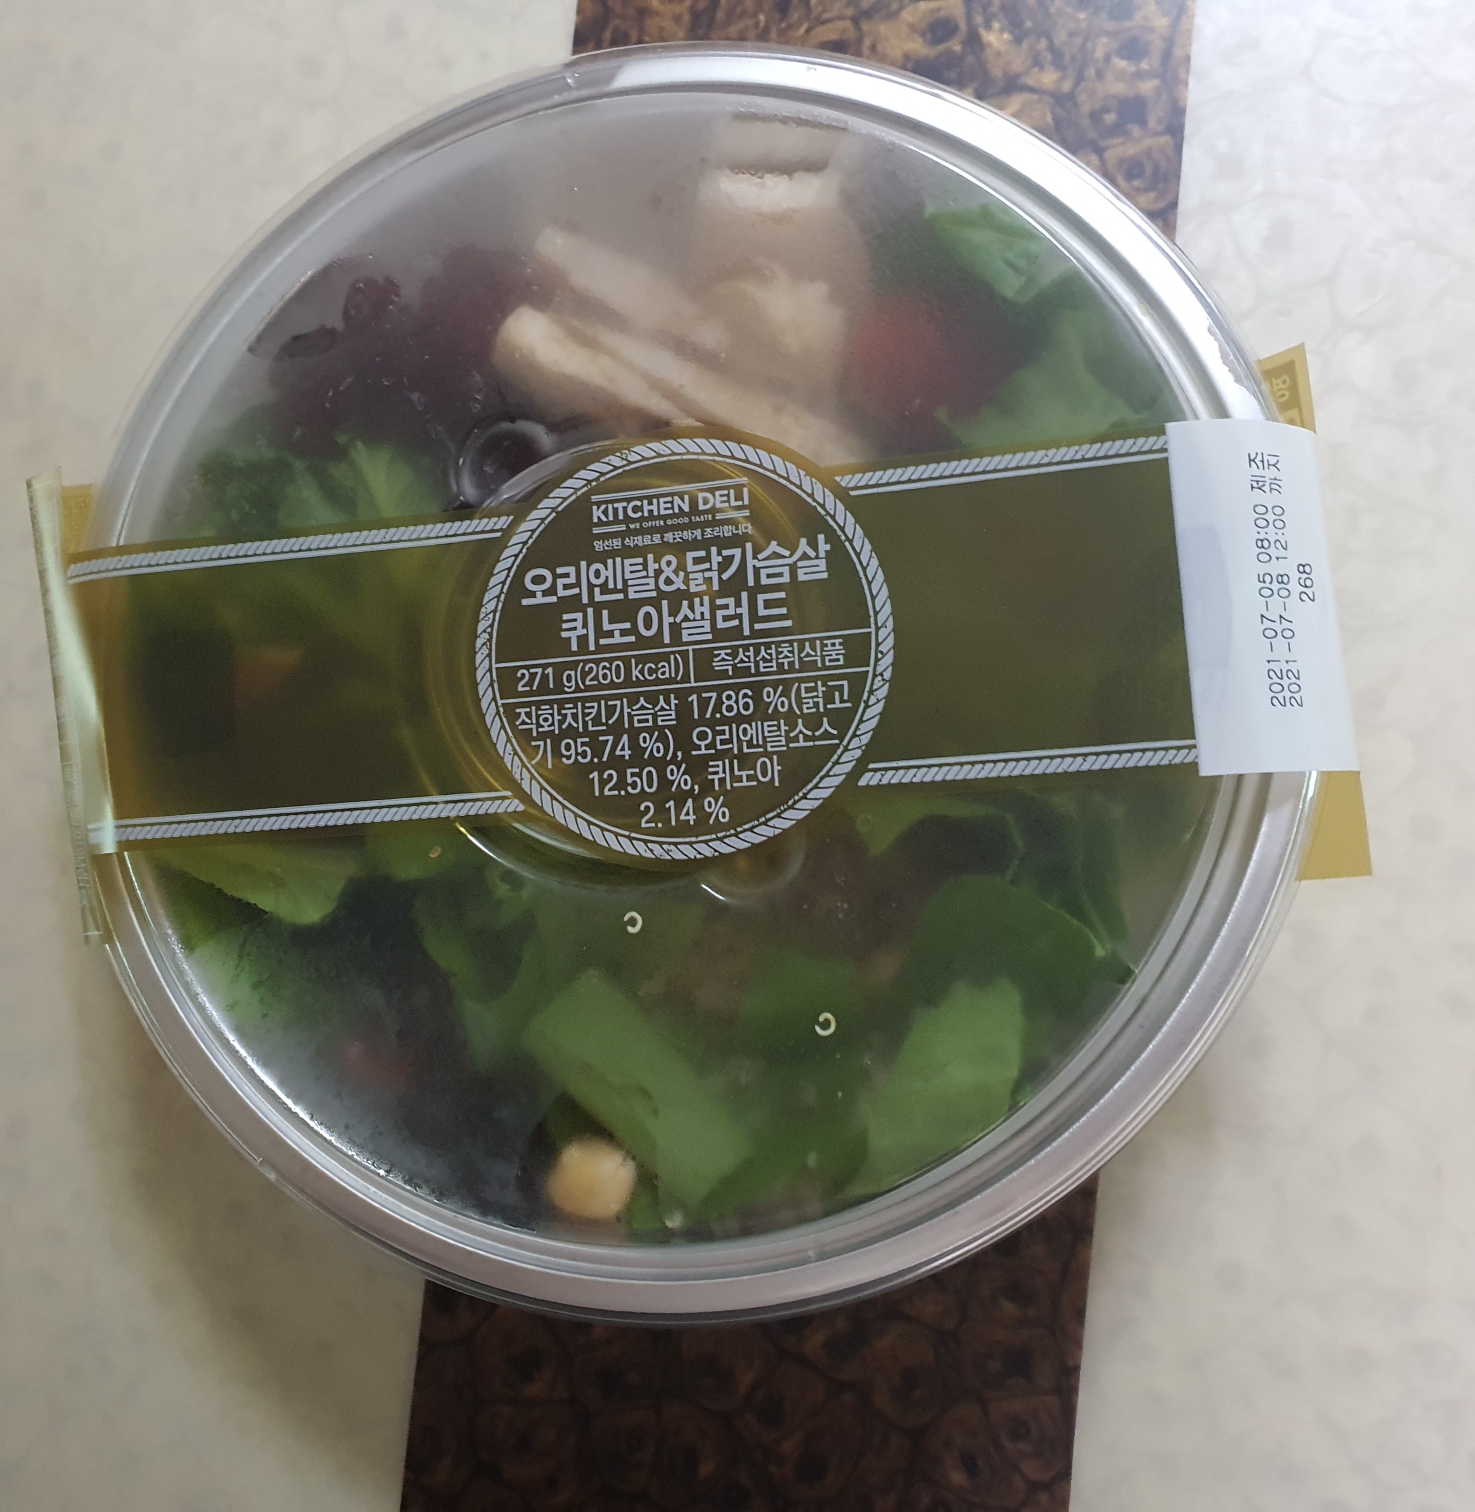 KITCHEN DELI
WE OFFER GOOD TASTE
엄선된 식재료로 깨끗하게 조리합니다
오리엔탈&닭가슴살
퀴노아샐러드
271 g(260 kcal) 즉석섭취식품
직화치킨가슴살 17.86 %(닭고
기 95.74 %), 오리엔탈소스
12.50 %, 퀴노아
2.14 %
2021-07-05 08:00 제조
2021-07-08 12:00 까지
268